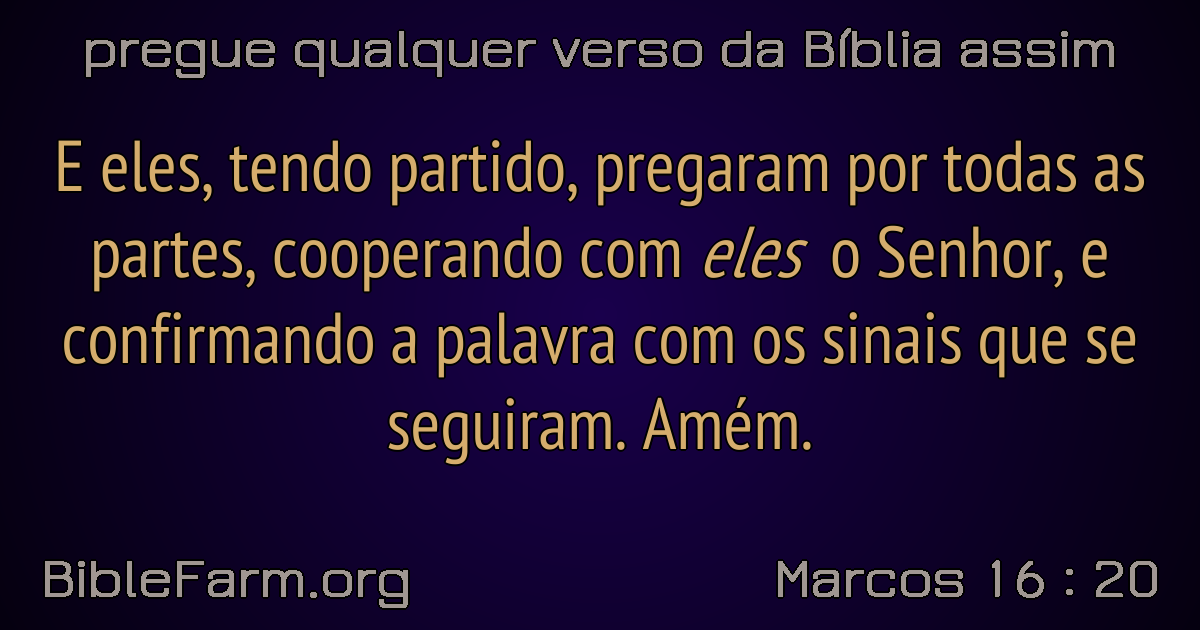 pregue qualquer verso da Bíblia assim
E eles, tendo partido, pregaram por todas as
partes, cooperando com eles o Senhor, e
confirmando a palavra com os sinais que se
seguiram. Amém.
BibleFarm.org
Marcos 16 : 20